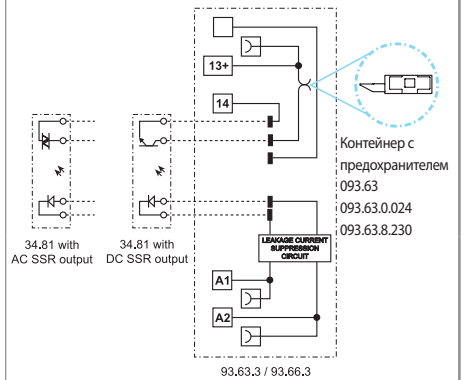 13+
14
Контейнер с
предохранителем
093.63
093.63.0.024
093.63.8.230
34.81 with
AC SSR output
34.81 with
DC SSR output
LEAKAGE CURRENT
SUPPRESSION
CIRCUIT
A1
A2
93.63.3 / 93.66.3